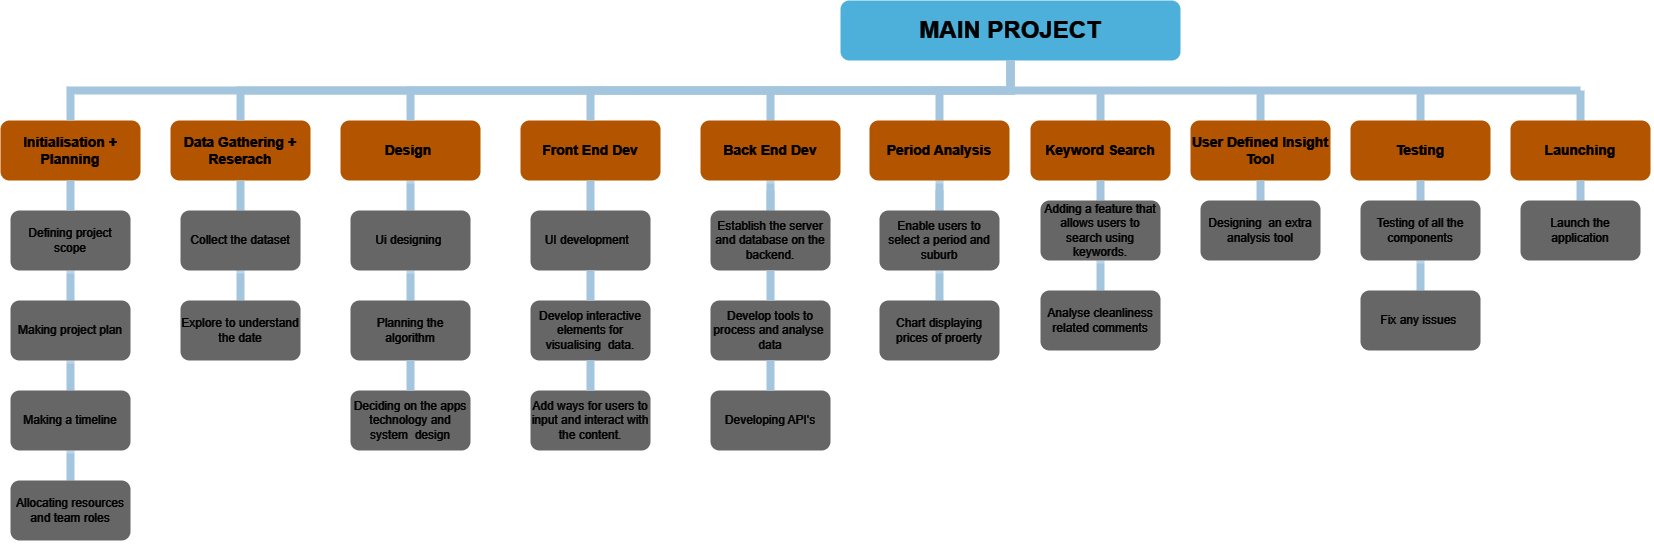 MAIN PROJECT
Initialisation +
Planning
Data Gathering +
Reserach
Design
Front End Dev
Back End Dev
Period Analysis
Keyword Search
User Defined Insight
Tool
Testing
Launching
Defining project
scope
Making project plan
Making a timeline
Allocating resources
and team roles
Collect the dataset
Explore to understand
the date
Ui designing
Planning the
algorithm
Deciding on the apps
technology and
system design
UI development
Develop interactive
elements for
visualising data.
Add ways for users to
input and interact with
the content.
Establish the server
and database on the
backend.
Develop tools to
process and analyse
data
Developing API's
Enable users to
select a period and
suburb
Chart displaying
prices of proerty
Adding a feature that
allows users to
search using
keywords.
Analyse cleanliness
related comments
Designing an extra
analysis tool
Testing of all the
components
Fix any issues
Launch the
application